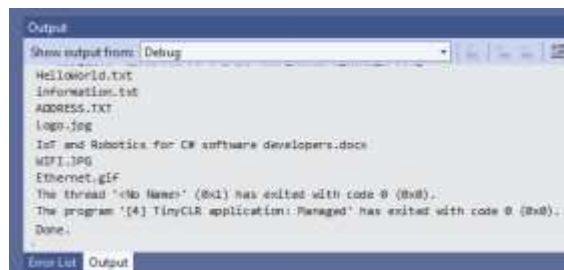 Output
Show output from: Debug
HelloWorld.txt
information.txt
ADDRESS.TXT
logo.jpg
IoT and Robotics for C# software developers.docx
WIFI.JPG
Ethernet.gif
The thread '<No Name>' (0x1) has exited with code 0 (0x0).
The program '[4] TinyCLR application: Managed' has exited with code 0 (0x0).
Done.
Error List Output